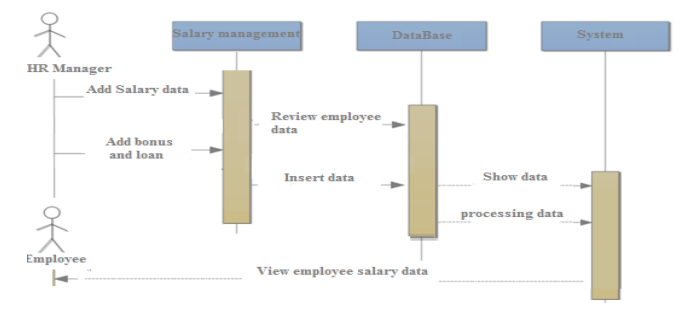 Salary management
DataBase
System
HR Manager
Add Salary data
Review employee
data
Add bonus
and loan
Insert data
Show data
processing data
Employee
View employee salary data